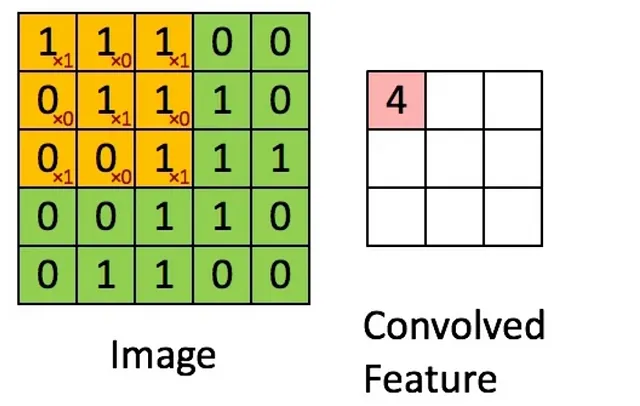 1×1 1×0 1×1 0 0
0×0 1×1 1×0 1 0
0×1 0×0 1×1 1 1
0 0 1 1 0
0 1 1 0 0
Image
4
Convolved
Feature